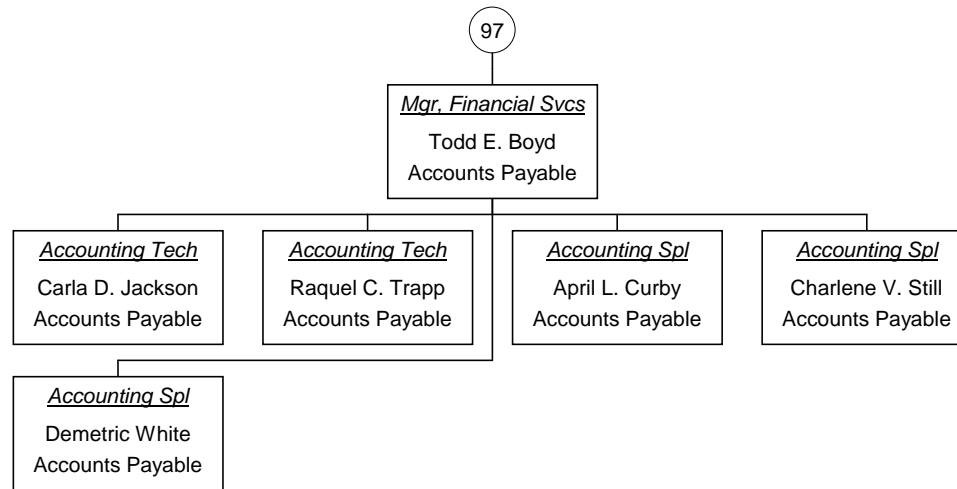 97
Mgr, Financial Svcs
Todd E. Boyd
Accounts Payable
Accounting Tech
Carla D. Jackson
Accounts Payable
Accounting Tech
Raquel C. Trapp
Accounts Payable
Accounting Spl
April L. Curby
Accounts Payable
Accounting Spl
Charlene V. Still
Accounts Payable
Accounting Spl
Demetric White
Accounts Payable